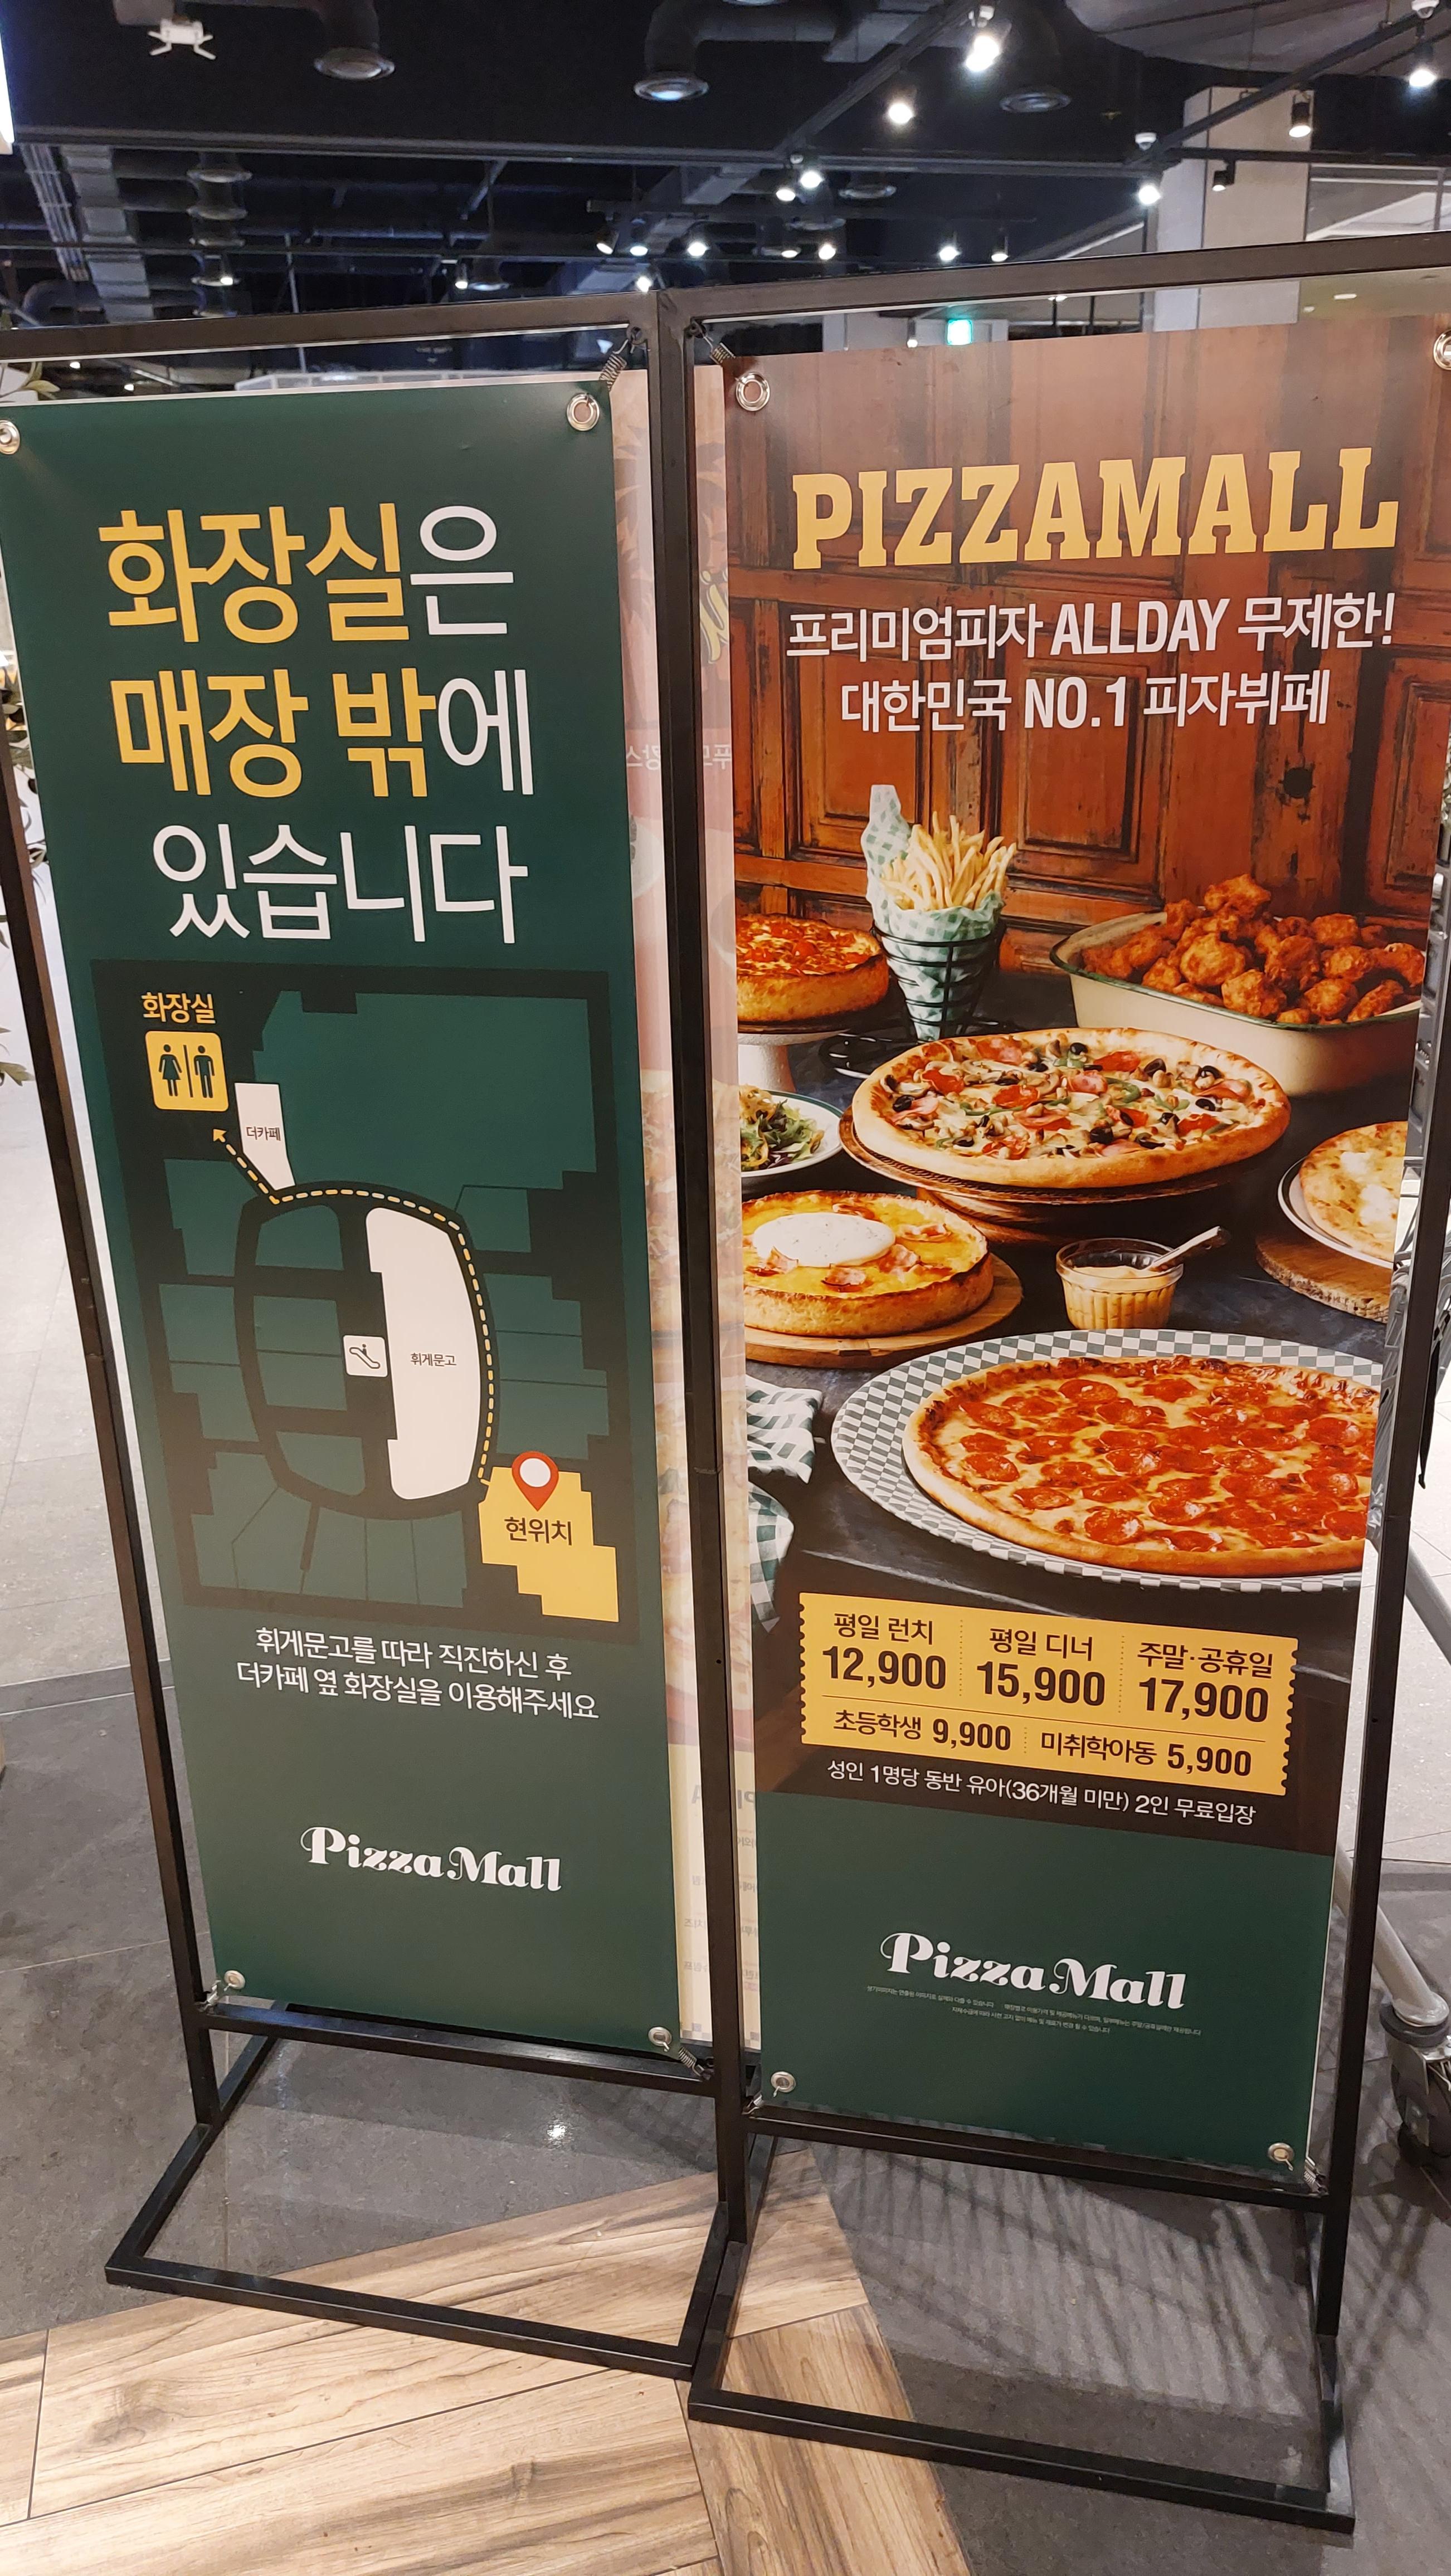 화장실은
매장 밖에
있습니다
화장실
더카페
휘게문고
현위치
휘게문고를 따라 직진하신 후
더카페 옆 화장실을 이용해주세요
Pizza Mall
PIZZAMALL
프리미엄피자 ALLDAY 무제한!
대한민국 NO.1 피자뷔페
평일 런치 평일 디너 주말·공휴일
12,900 15,900 17,900
초등학생 9,900 미취학아동 5,900
성인 1명당 동반 유아(36개월 미만) 2인 무료입장
Pizza Mall